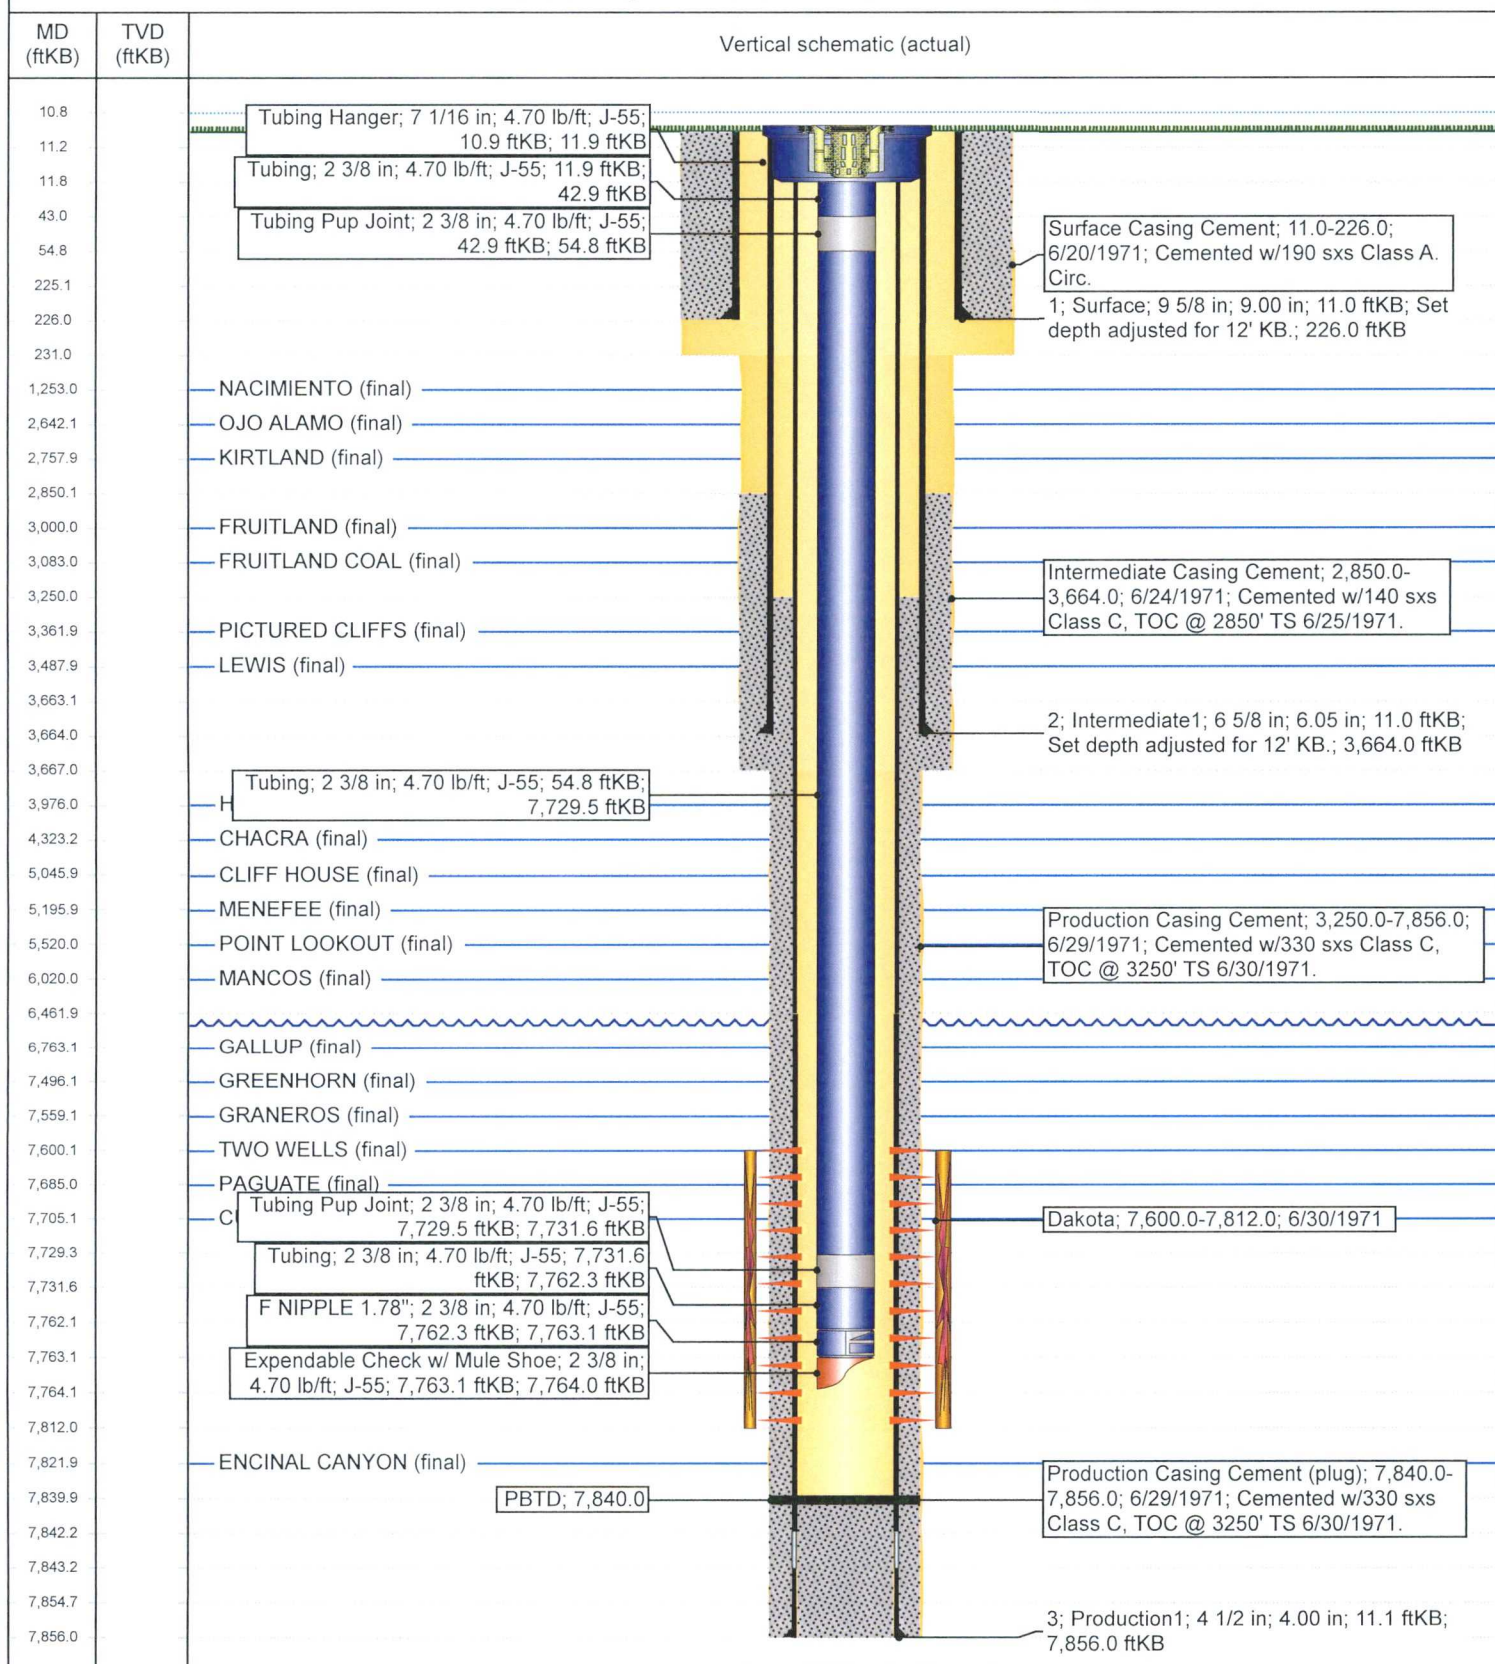 MD
(ftKB)
TVD
(ftKB)
Vertical schematic (actual)
10.8
11.2
11.8
43.0
54.8
225.1
226.0
231.0
1,253.0
2,642.1
2,757.9
2,850.1
3,000.0
3,083.0
3,250.0
3,361.9
3,487.9
3,663.1
3,664.0
3,667.0
3,976.0
4,323.2
5,045.9
5,195.9
5,520.0
6,020.0
6,461.9
6,763.1
7,496.1
7,559.1
7,600.1
7,685.0
7,705.1
7,729.3
7,731.6
7,762.1
7,763.1
7,764.1
7,812.0
7,821.9
7,839.9
7,842.2
7,843.2
7,854.7
7,856.0
Tubing Hanger; 7 1/16 in; 4.70 lb/ft; J-55;
10.9 ftKB; 11.9 ftKB
Tubing; 2 3/8 in; 4.70 lb/ft; J-55; 11.9 ftKB;
42.9 ftKB
Tubing Pup Joint; 2 3/8 in; 4.70 lb/ft; J-55;
42.9 ftKB; 54.8 ftKB
NACIMIENTO (final)
OJO ALAMO (final)
KIRTLAND (final)
FRUITLAND (final)
FRUITLAND COAL (final)
PICTURED CLIFFS (final)
LEWIS (final)
Tubing; 2 3/8 in; 4.70 lb/ft; J-55; 54.8 ftKB;
7,729.5 ftKB
H
CHACRA (final)
CLIFF HOUSE (final)
MENEFEE (final)
POINT LOOKOUT (final)
MANCOS (final)
GALLUP (final)
GREENHORN (final)
GRANEROS (final)
TWO WELLS (final)
PAGUATE (final)
Tubing Pup Joint; 2 3/8 in; 4.70 lb/ft; J-55;
7,729.5 ftKB; 7,731.6 ftKB
Tubing; 2 3/8 in; 4.70 lb/ft; J-55; 7,731.6
ftKB; 7,762.3 ftKB
F NIPPLE 1.78"; 2 3/8 in; 4.70 lb/ft; J-55;
7,762.3 ftKB; 7,763.1 ftKB
Expendable Check w/ Mule Shoe; 2 3/8 in;
4.70 lb/ft; J-55; 7,763.1 ftKB; 7,764.0 ftKB
ENCINAL CANYON (final)
PBTD; 7,840.0
Surface Casing Cement; 11.0-226.0;
6/20/1971; Cemented w/190 sxs Class A.
Circ.
1; Surface; 9 5/8 in; 9.00 in; 11.0 ftKB; Set
depth adjusted for 12' KB.; 226.0 ftKB
Intermediate Casing Cement; 2,850.0-
3,664.0; 6/24/1971; Cemented w/140 sxs
Class C, TOC @ 2850' TS 6/25/1971.
2; Intermediate1; 6 5/8 in; 6.05 in; 11.0 ftKB;
Set depth adjusted for 12' KB.; 3,664.0 ftKB
Production Casing Cement; 3,250.0-7,856.0;
6/29/1971; Cemented w/330 sxs Class C,
TOC @ 3250' TS 6/30/1971.
Dakota; 7,600.0-7,812.0; 6/30/1971
Production Casing Cement (plug); 7,840.0-
7,856.0; 6/29/1971; Cemented w/330 sxs
Class C, TOC @ 3250' TS 6/30/1971.
3; Production1; 4 1/2 in; 4.00 in; 11.1 ftKB;
7,856.0 ftKB